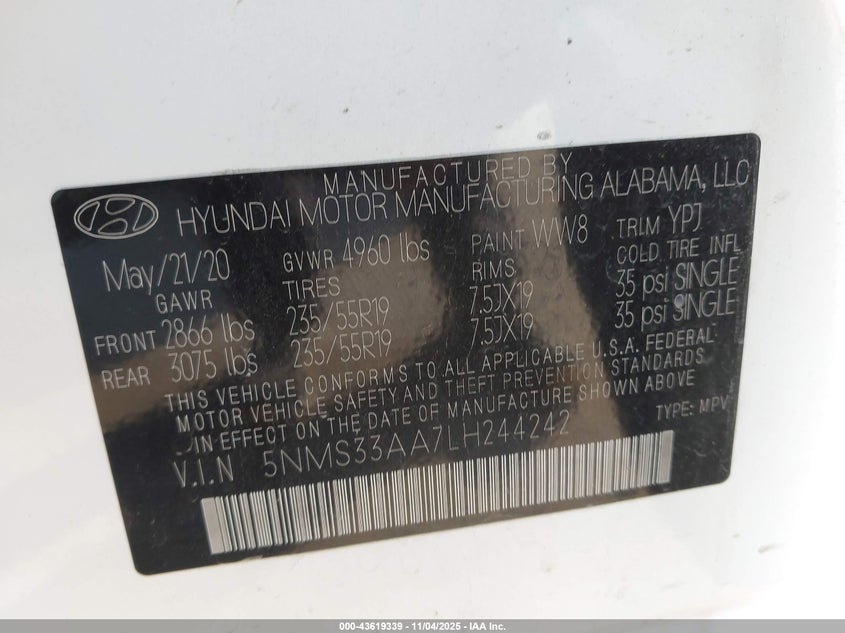 MANUFACTURED BY
HYUNDAI MOTOR MANUFACTURING ALABAMA, LLC
May/21/20 GVWR 4960 lbs PAINT WW8 TRIM YPJ
GAWR TIRES RIMS COLD TIRE INFL
FRONT 2866 lbs 235/55R19 7.5JX19 35 psi SINGLE
REAR 3075 lbs 235/55R19 7.5JX19 35 psi SINGLE
THIS VEHICLE CONFORMS TO ALL APPLICABLE U.S.A. FEDERAL
MOTOR VEHICLE SAFETY AND THEFT PREVENTION STANDARDS
IN EFFECT ON THE DATE OF MANUFACTURE SHOWN ABOVE
V.I.N 5NMS33AA7LH244242 TYPE: MPV
000-43619339 - 11/04/2025 - IAA Inc.